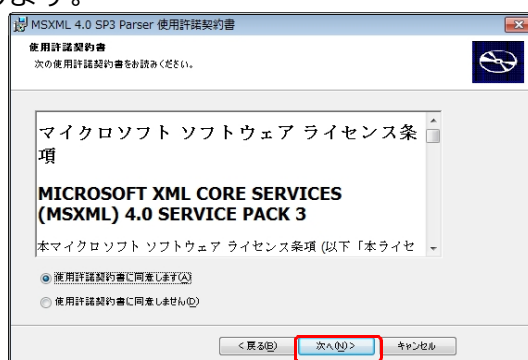 ます。
MSXML 4.0 SP3 Parser 使用許諾契約書
使用許諾契約書
次の使用許諾契約書をお読みください。
マイクロソフト ソフトウェア ライセンス条
項
MICROSOFT XML CORE SERVICES
(MSXML) 4.0 SERVICE PACK 3
本マイクロソフト ソフトウェア ライセンス条項 (以下「本ライセ
使用許諾契約書に同意します(A)
使用許諾契約書に同意しません(D)
< 戻る(B) 次へ(N) > キャンセル